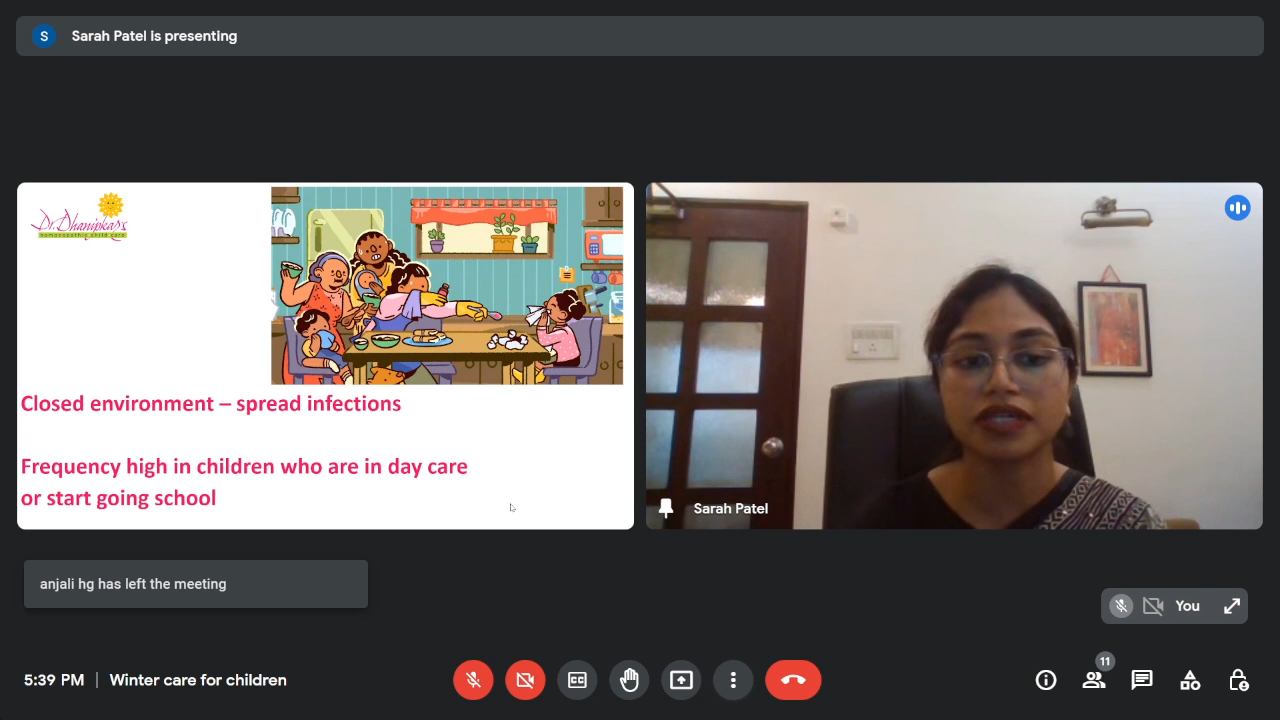 S
Sarah Patel is presenting
Dr. Dhanipkar's
homoeopathic child care
Closed environment – spread infections
Frequency high in children who are in day care
or start going school
Sarah Patel
anjali hg has left the meeting
You
5:39 PM | Winter care for children
11